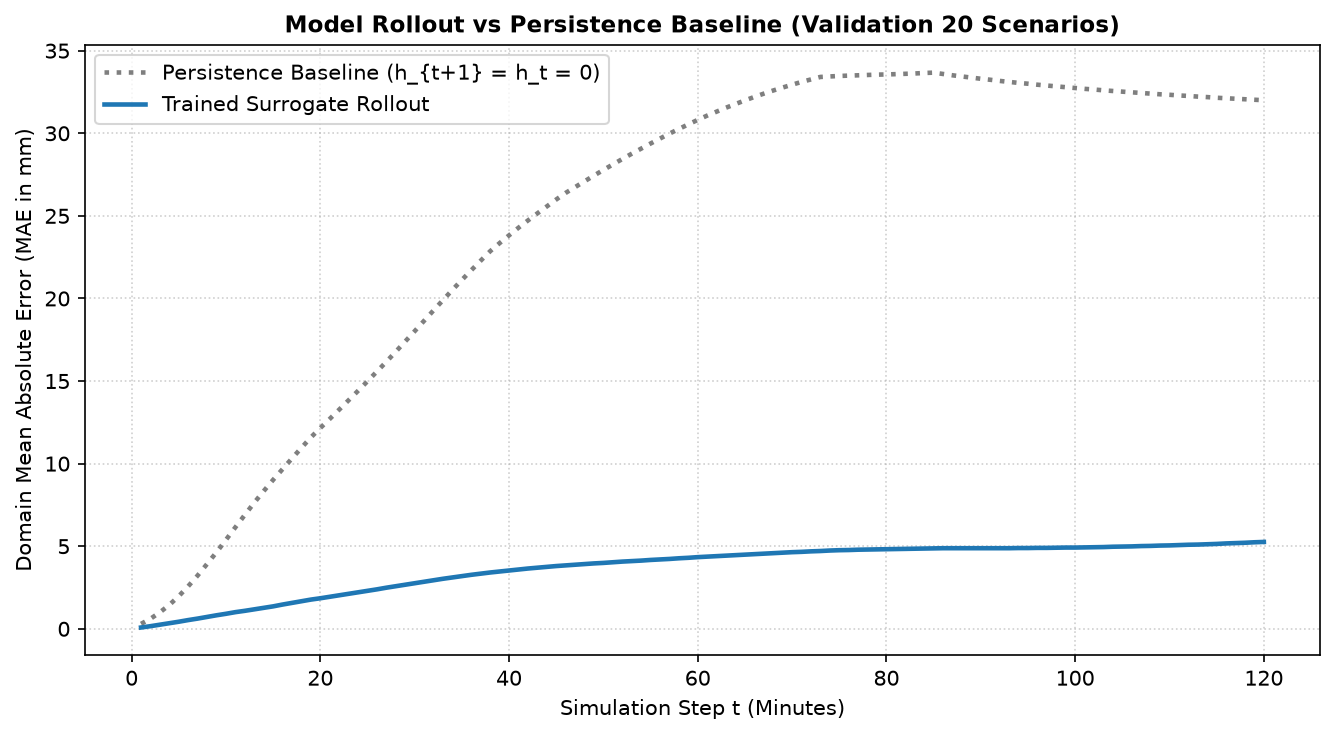 Model Rollout vs Persistence Baseline (Validation 20 Scenarios)
Persistence Baseline (h_{t+1} = h_t = 0)
Trained Surrogate Rollout
Domain Mean Absolute Error (MAE in mm)
35
30
25
20
15
10
5
0
0 20 40 60 80 100 120
Simulation Step t (Minutes)